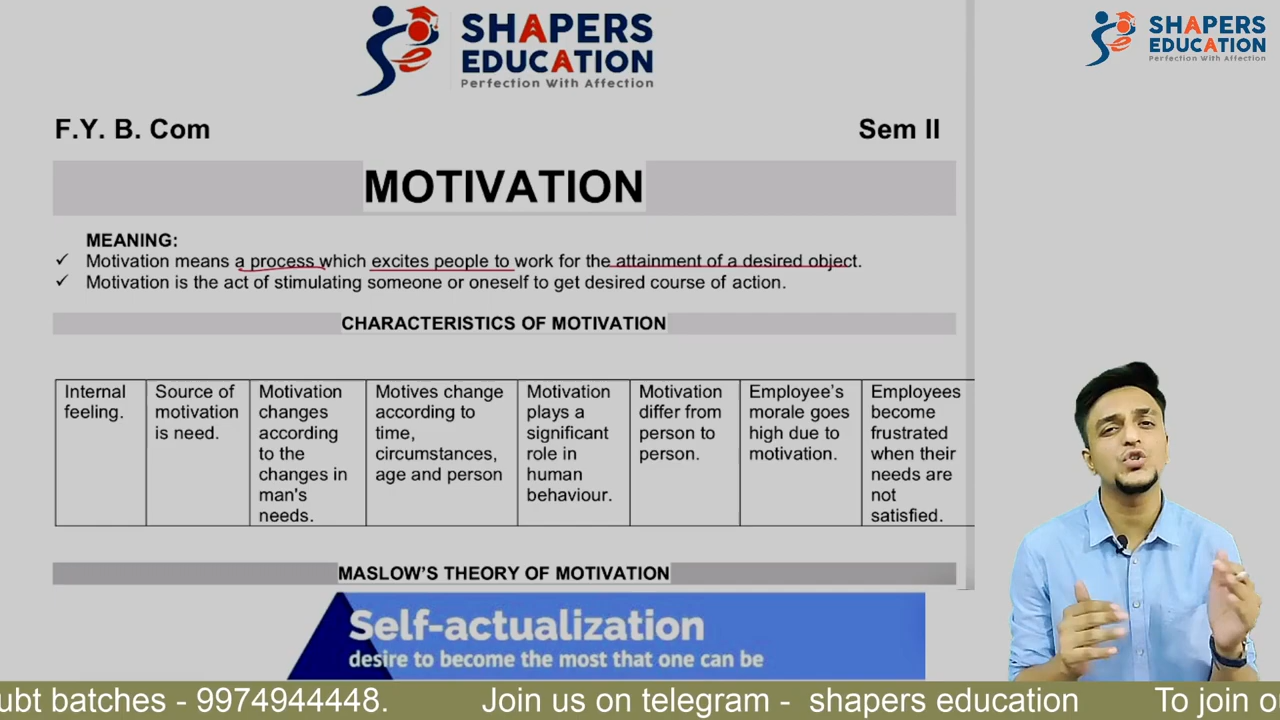 SHAPERS
EDUCATION
Perfection With Affection
SHAPERS
EDUCATION
Perfection With Affection
F.Y. B. Com
Sem II
MOTIVATION
MEANING:
✓ Motivation means a process which excites people to work for the attainment of a desired object.
✓ Motivation is the act of stimulating someone or oneself to get desired course of action.
CHARACTERISTICS OF MOTIVATION
Internal
feeling.
Source of
motivation
is need.
Motivation
changes
according
to the
changes in
man's
needs.
Motives change
according to
time,
circumstances,
age and person
Motivation
plays a
significant
role in
human
behaviour.
Motivation
differ from
person to
person.
Employee's
morale goes
high due to
motivation.
Employees
become
frustrated
when their
needs are
not
satisfied.
MASLOW'S THEORY OF MOTIVATION
Self-actualization
desire to become the most that one can be
ubt batches - 9974944448. Join us on telegram - shapers education To join o